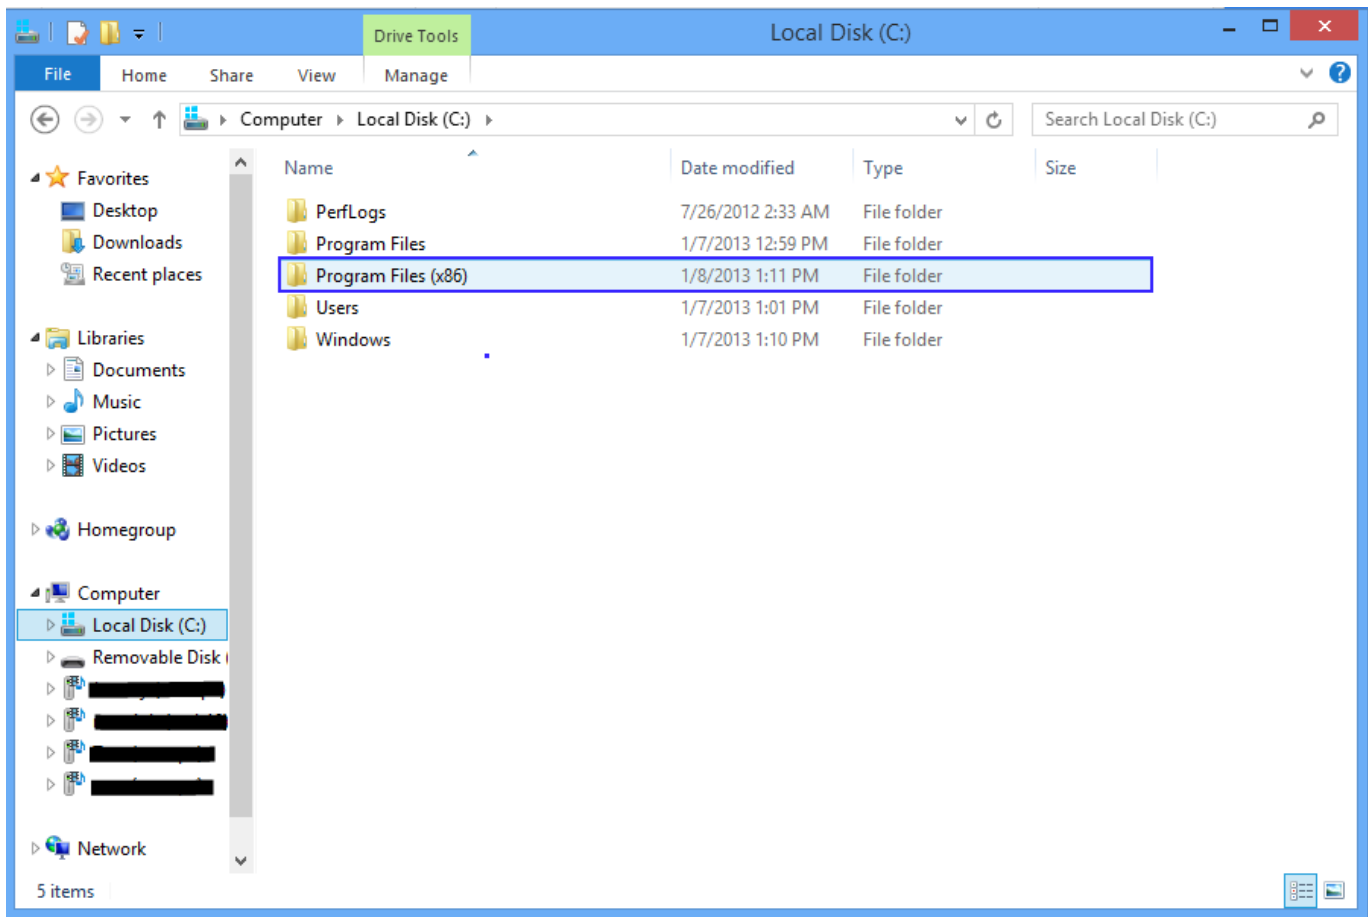 Drive Tools
Local Disk (C:)
File Home Share View Manage
Computer Local Disk (C:)
Search Local Disk (C:)
Favorites
Desktop
Downloads
Recent places
Libraries
Documents
Music
Pictures
Videos
Homegroup
Computer
Local Disk (C:)
Removable Disk (
Network
Name Date modified Type Size
PerfLogs 7/26/2012 2:33 AM File folder
Program Files 1/7/2013 12:59 PM File folder
Program Files (x86) 1/8/2013 1:11 PM File folder
Users 1/7/2013 1:01 PM File folder
Windows 1/7/2013 1:10 PM File folder
5 items